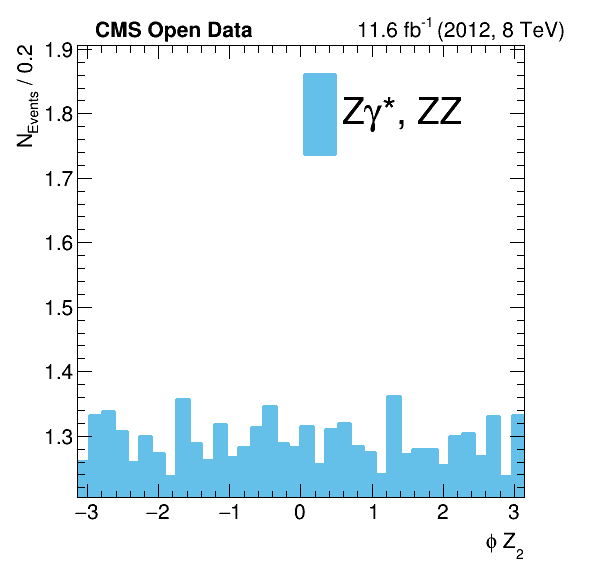 CMS Open Data 11.6 fb⁻¹ (2012, 8 TeV)
N_Events / 0.2
1.9
1.8
Zγ*, ZZ
1.7
1.6
1.5
1.4
1.3
−3 −2 −1 0 1 2 3
ϕ Z₂